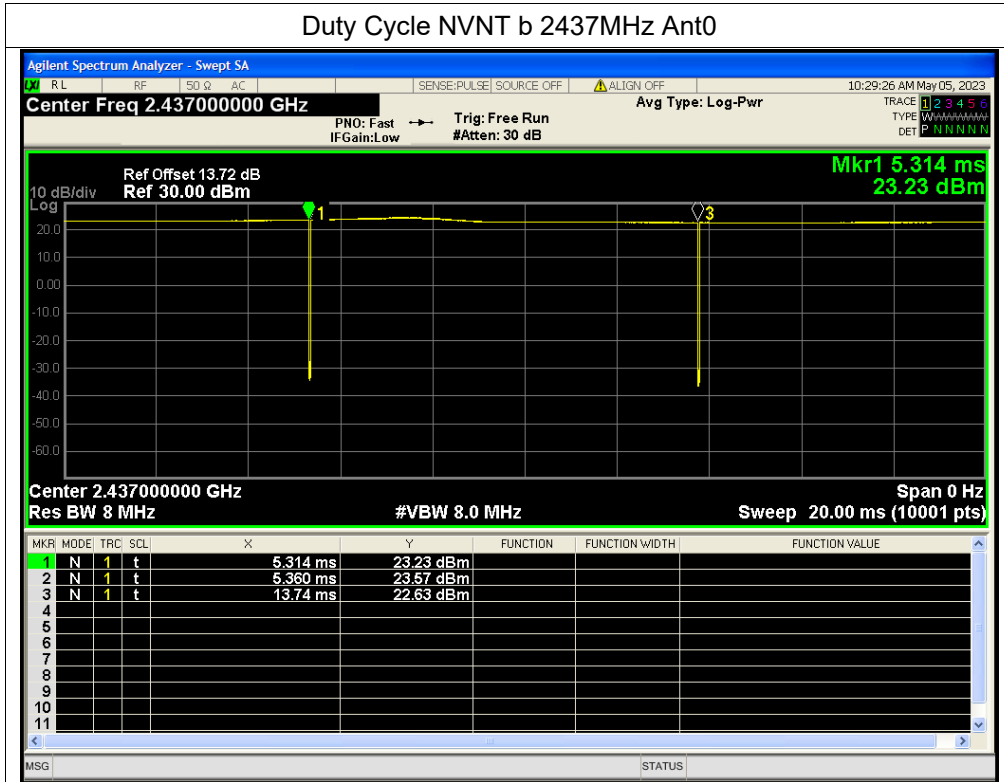 Duty Cycle NVNT b 2437MHz Ant0
Agilent Spectrum Analyzer - Swept SA
LXI RL RF 50 Ω AC SENSE:PULSE SOURCE OFF ALIGN OFF 10:29:26 AM May 05, 2023
Center Freq 2.437000000 GHz Avg Type: Log-Pwr TRACE 1 2 3 4 5 6
PNO: Fast Trig: Free Run TYPE WWWWWW
IFGain:Low #Atten: 30 dB DET P N N N N N
Mkr1 5.314 ms
Ref Offset 13.72 dB 23.23 dBm
10 dB/div Ref 30.00 dBm
Log
1
3
20.0
10.0
0.00
-10.0
-20.0
-30.0
-40.0
-50.0
-60.0
Center 2.437000000 GHz Span 0 Hz
Res BW 8 MHz #VBW 8.0 MHz Sweep 20.00 ms (10001 pts)
MKR MODE TRC SCL X Y FUNCTION FUNCTION WIDTH FUNCTION VALUE
1 N 1 t 5.314 ms 23.23 dBm
2 N 1 t 5.360 ms 23.57 dBm
3 N 1 t 13.74 ms 22.63 dBm
4
5
6
7
8
9
10
11
MSG STATUS